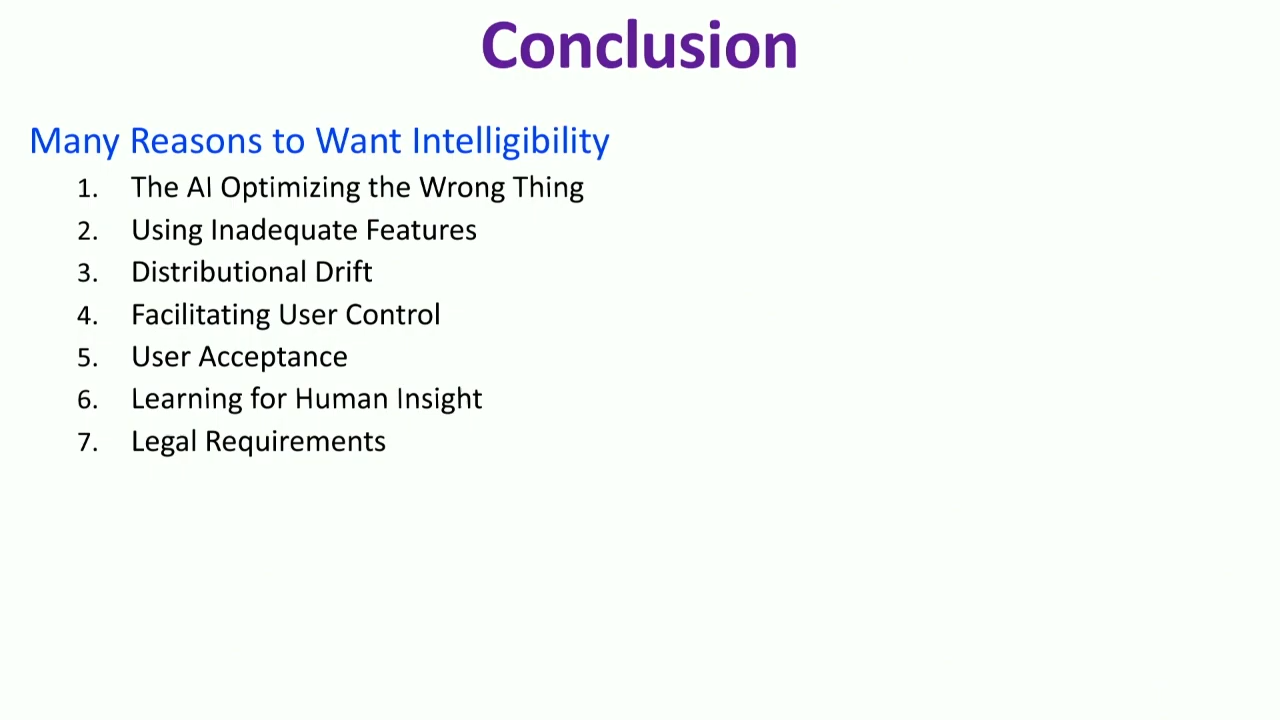 Conclusion
Many Reasons to Want Intelligibility
1. The AI Optimizing the Wrong Thing
2. Using Inadequate Features
3. Distributional Drift
4. Facilitating User Control
5. User Acceptance
6. Learning for Human Insight
7. Legal Requirements